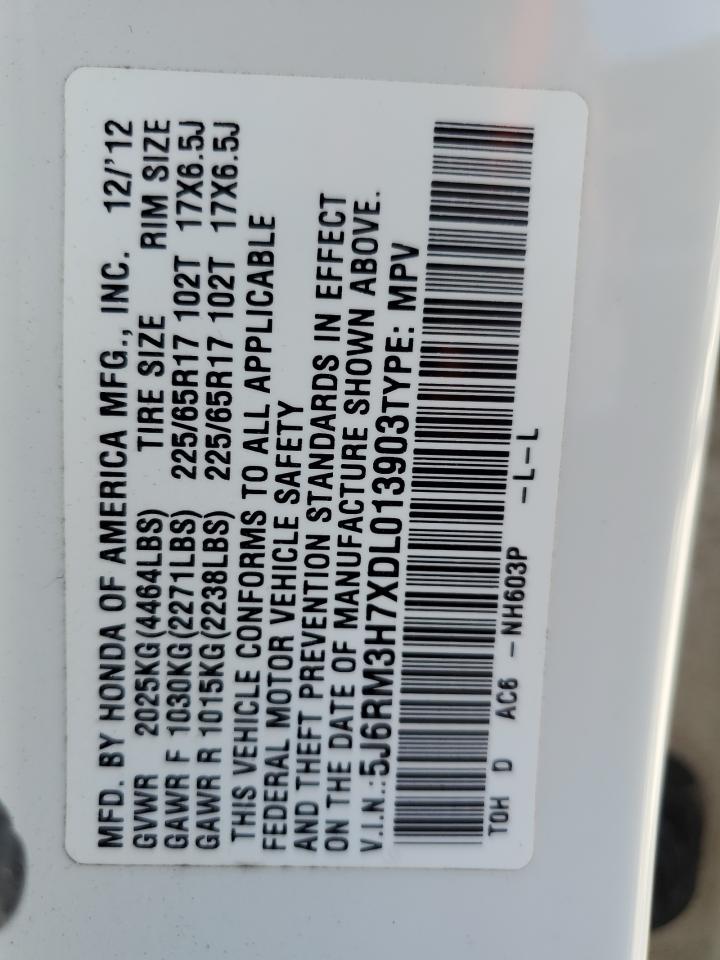 MFD. BY HONDA OF AMERICA MFG., INC. 12/'12
GVWR 2025KG(4464LBS) TIRE SIZE RIM SIZE
GAWR F 1030KG(2271LBS) 225/65R17 102T 17X6.5J
GAWR R 1015KG(2238LBS) 225/65R17 102T 17X6.5J
THIS VEHICLE CONFORMS TO ALL APPLICABLE
FEDERAL MOTOR VEHICLE SAFETY
AND THEFT PREVENTION STANDARDS IN EFFECT
ON THE DATE OF MANUFACTURE SHOWN ABOVE.
V.I.N.:5J6RM3H7XDL013903TYPE: MPV
TOH D AC6 -NH603P -L-L